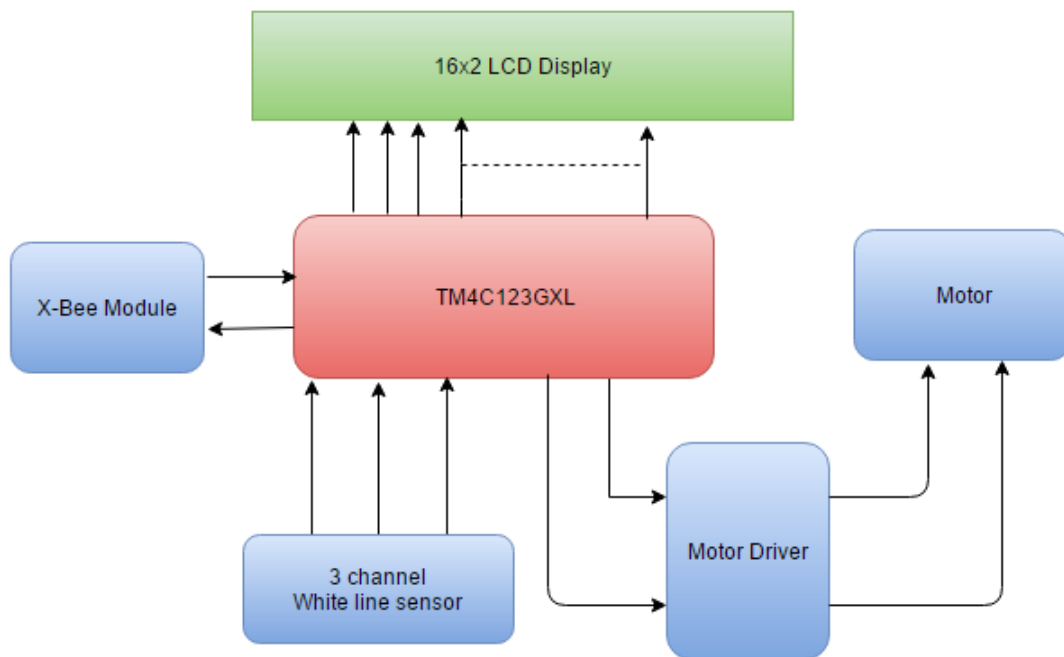 16x2 LCD Display
TM4C123GXL
X-Bee Module
Motor
3 channel
White line sensor
Motor Driver